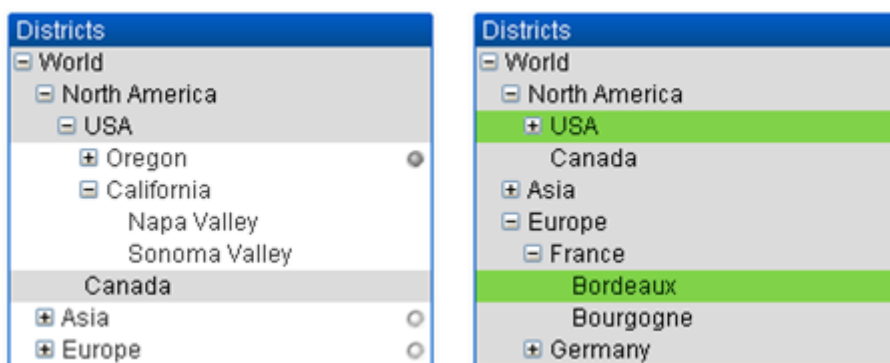 Districts
World
North America
USA
Oregon
California
Napa Valley
Sonoma Valley
Canada
Asia
Europe
Districts
World
North America
USA
Canada
Asia
Europe
France
Bordeaux
Bourgogne
Germany